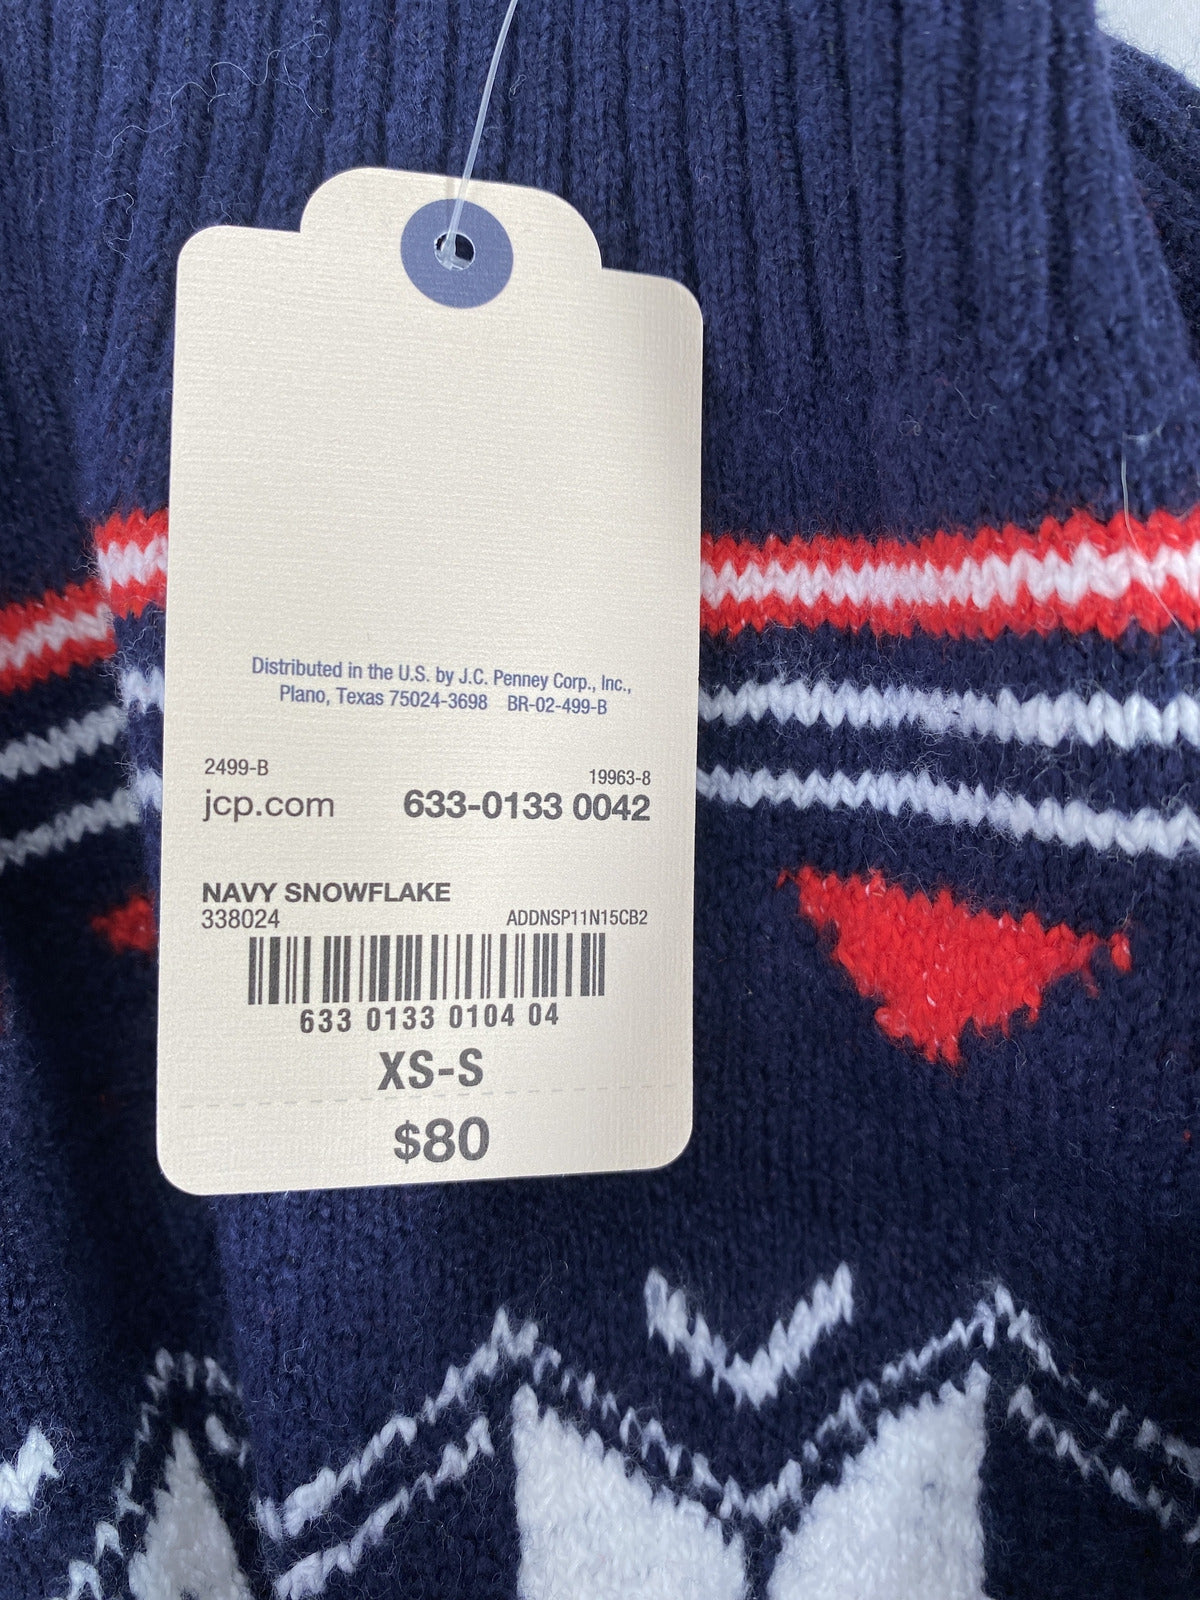 Distributed in the U.S. by J.C. Penney Corp., Inc.,
Plano, Texas 75024-3698 BR-02-499-B
2499-B 19963-8
jcp.com 633-0133 0042
NAVY SNOWFLAKE
338024 ADDNSP11N15CB2
633 0133 0104 04
XS-S
$80